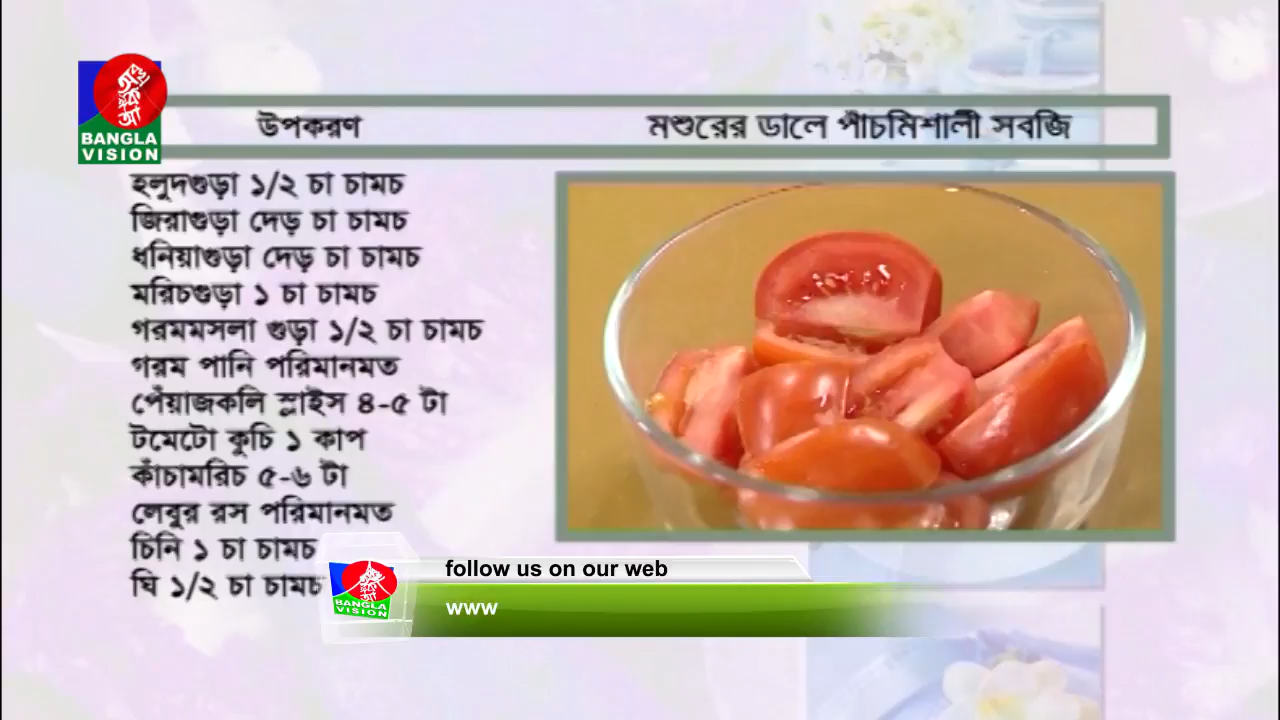 BANGLA
VISION
উপকরণ
মশুরের ডালে পাঁচমিশালী সবজি
হলুদগুড়া ১/২ চা চামচ
জিরাগুড়া দেড় চা চামচ
ধনিয়াগুড়া দেড় চা চামচ
মরিচগুড়া ১ চা চামচ
গরমমসলা গুড়া ১/২ চা চামচ
গরম পানি পরিমানমত
পেঁয়াজকলি স্লাইস ৪-৫ টা
টমেটো কুচি ১ কাপ
কাঁচামরিচ ৫-৬ টা
লেবুর রস পরিমানমত
চিনি ১ চা চামচ
ঘি ১/২ চা চামচ
BANGLA
VISION
follow us on our web
www